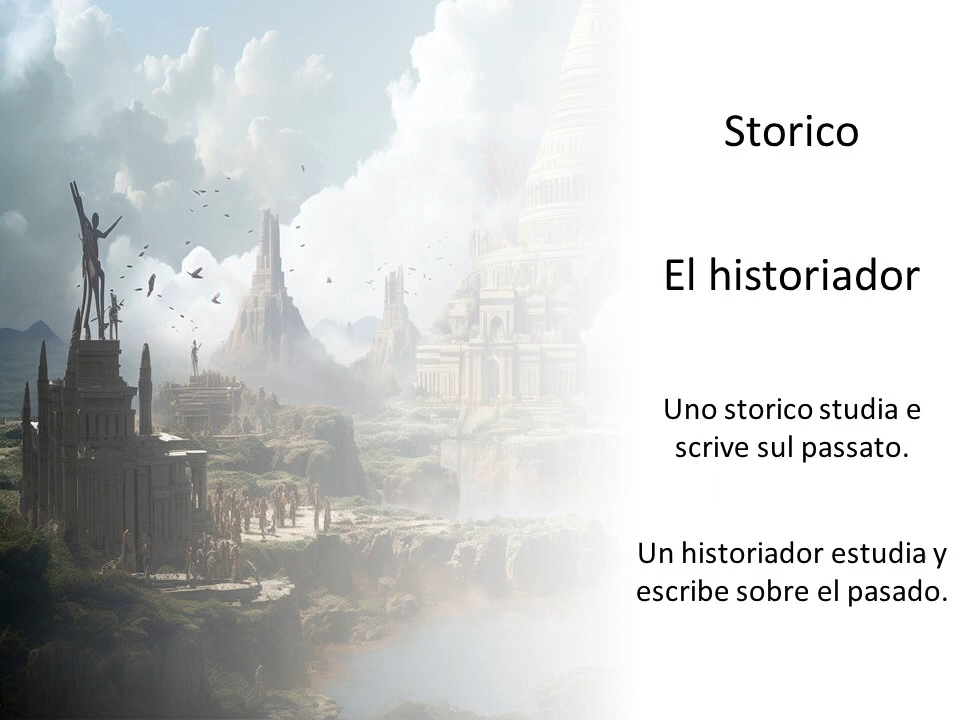 Storico
El historiador
Uno storico studia e
scrive sul passato.
Un historiador estudia y
escribe sobre el pasado.